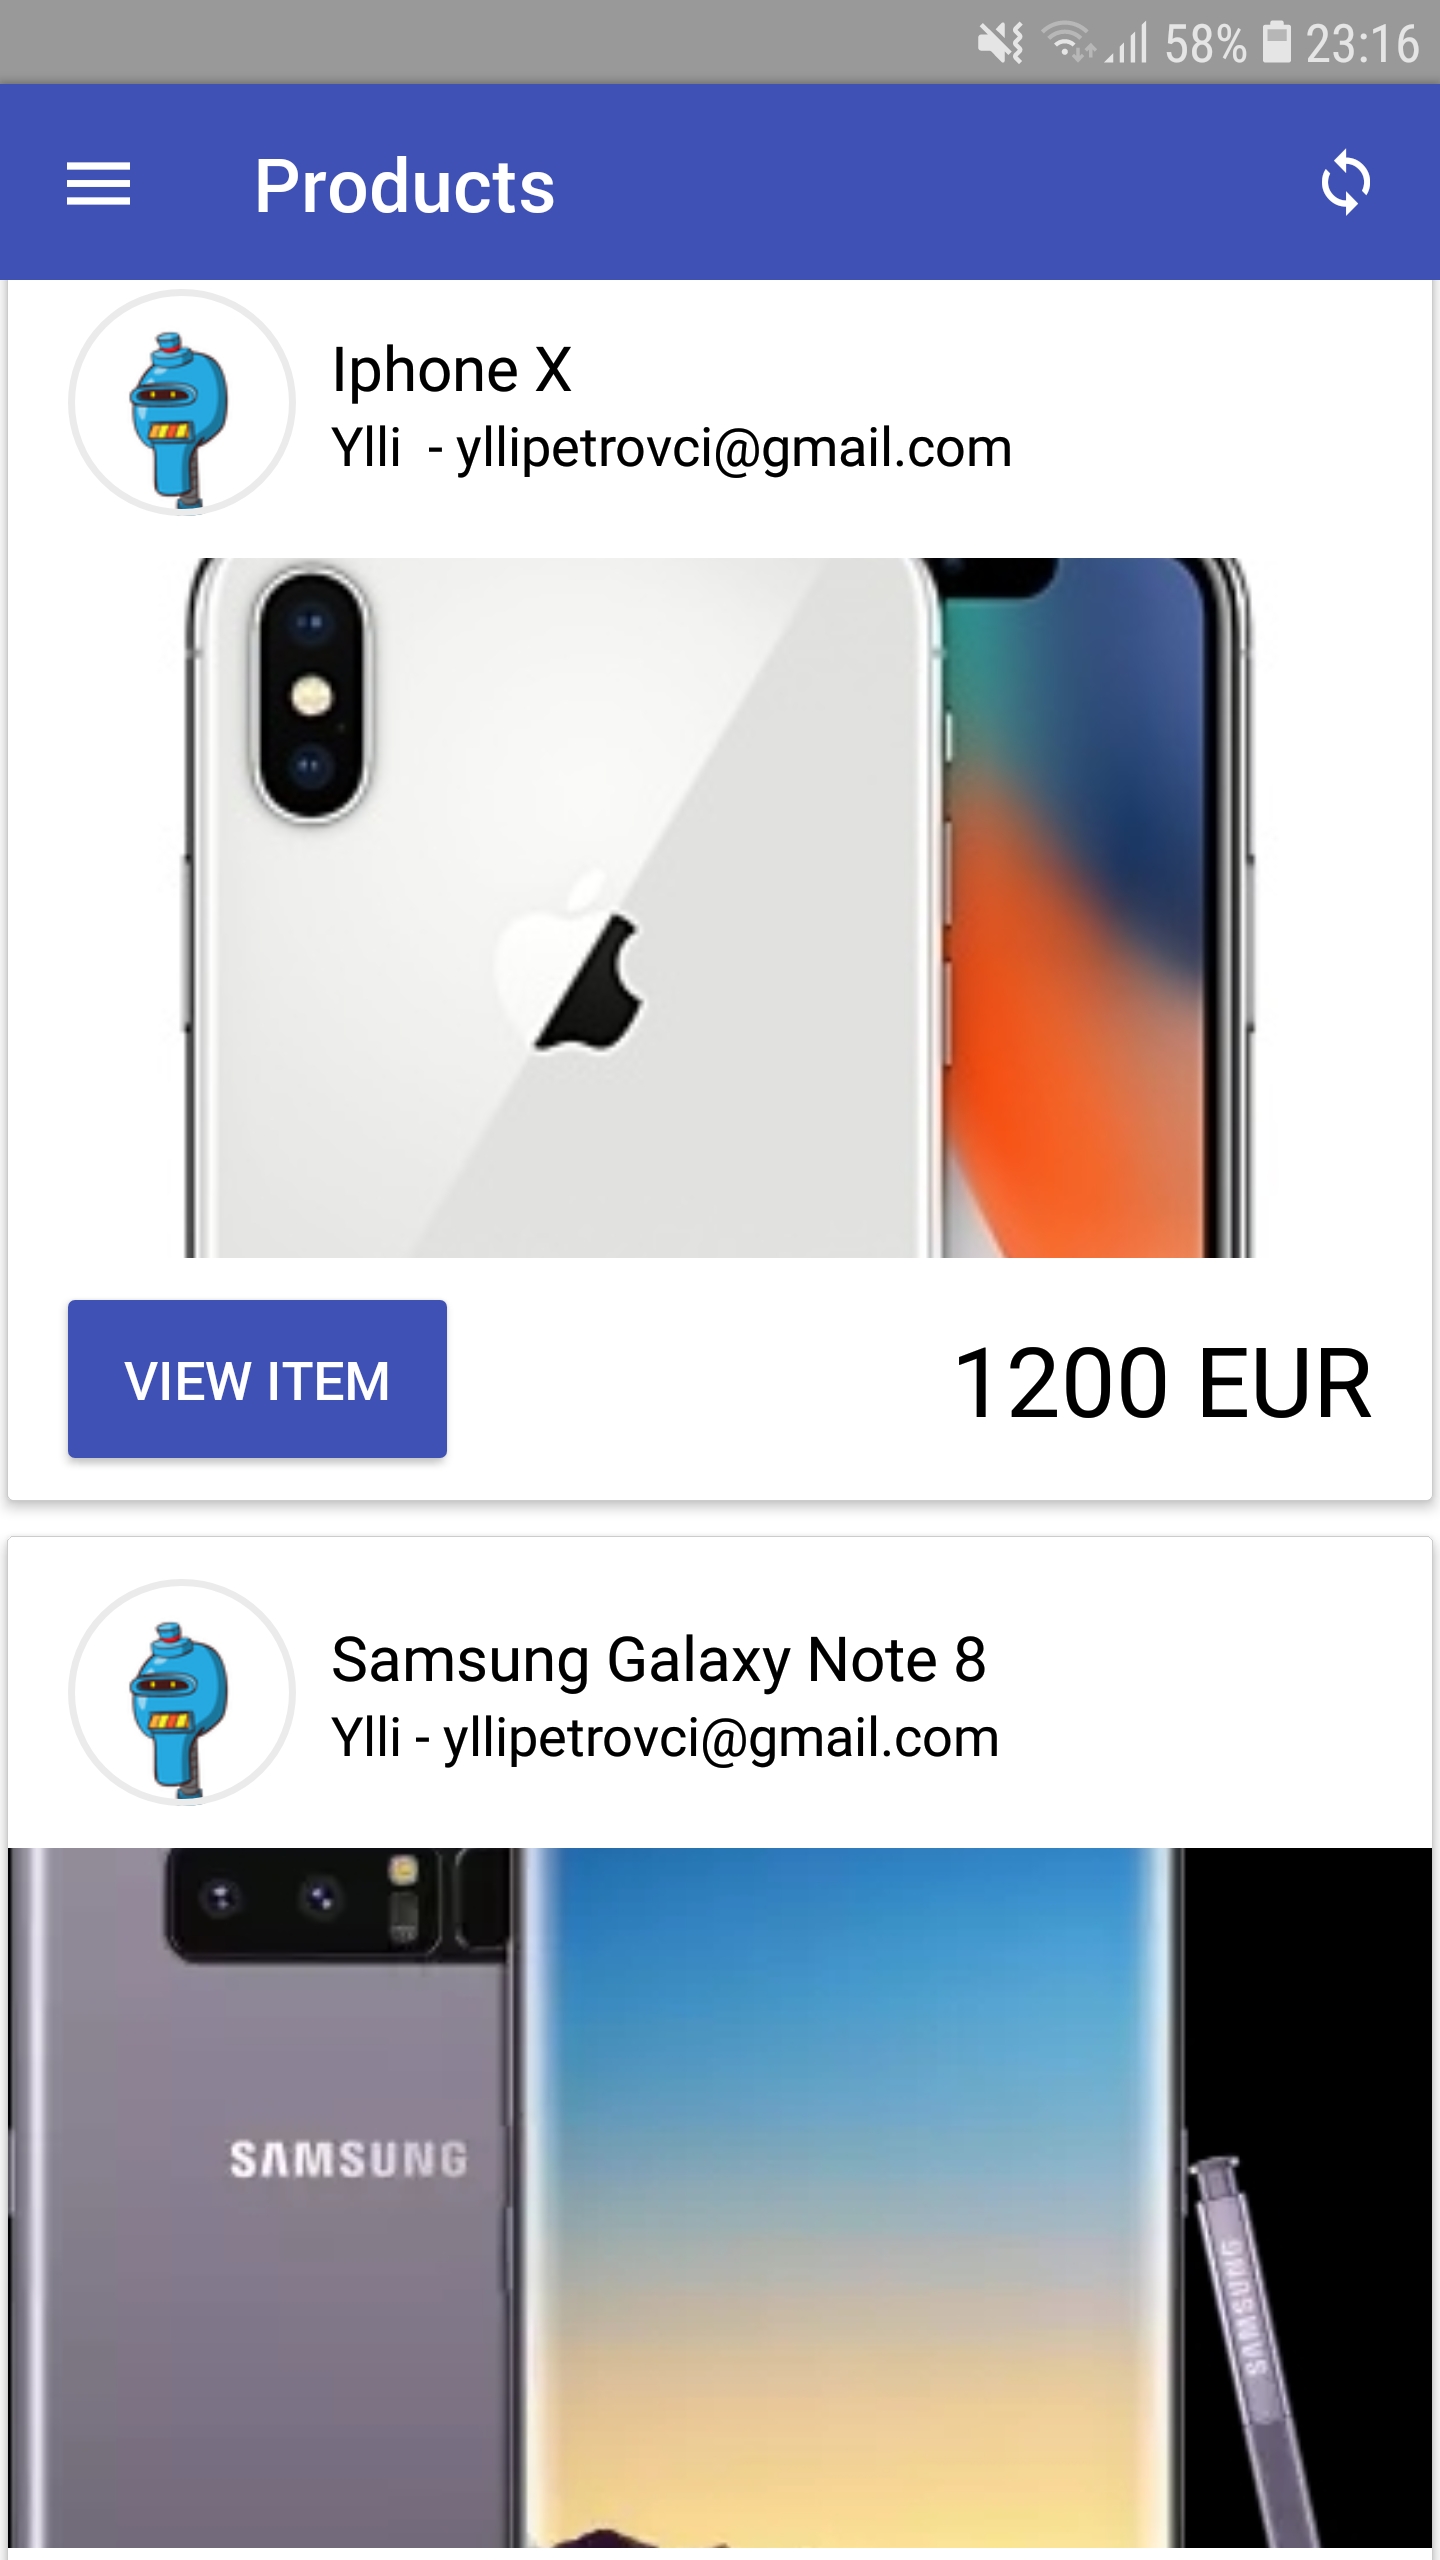 58% 23:16
Products
Iphone X
Ylli  - yllipetrovci@gmail.com
VIEW ITEM
1200 EUR
Samsung Galaxy Note 8
Ylli - yllipetrovci@gmail.com
SAMSUNG
SAMSUNG